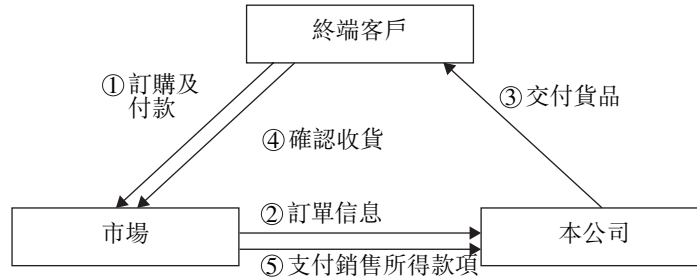 終端客戶
①訂購及
付款
③交付貨品
④確認收貨
市場
②訂單信息
本公司
⑤支付銷售所得款項